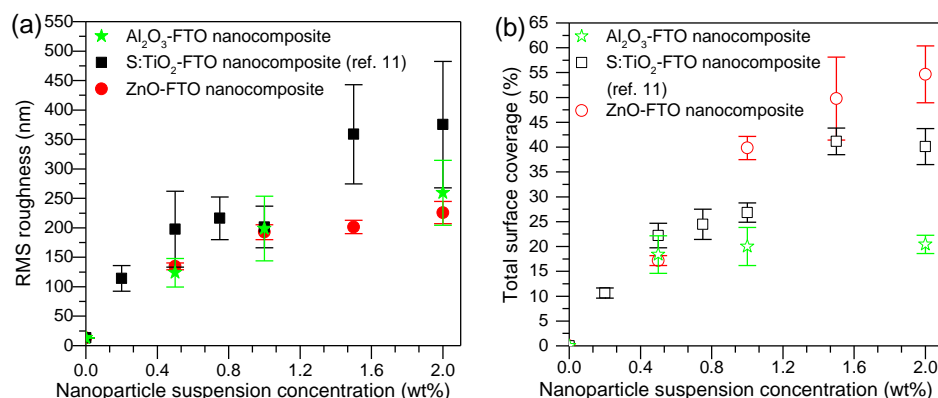 (a)
550
500
450
400
350
300
250
200
150
100
50
0
RMS roughness (nm)
Al2O3-FTO nanocomposite
S:TiO2-FTO nanocomposite (ref. 11)
ZnO-FTO nanocomposite
0.0 0.4 0.8 1.2 1.6 2.0
Nanoparticle suspension concentration (wt%)
(b)
65
60
55
50
45
40
35
30
25
20
15
10
5
0
Total surface coverage (%)
Al2O3-FTO nanocomposite
S:TiO2-FTO nanocomposite
(ref. 11)
ZnO-FTO nanocomposite
0.0 0.4 0.8 1.2 1.6 2.0
Nanoparticle suspension concentration (wt%)